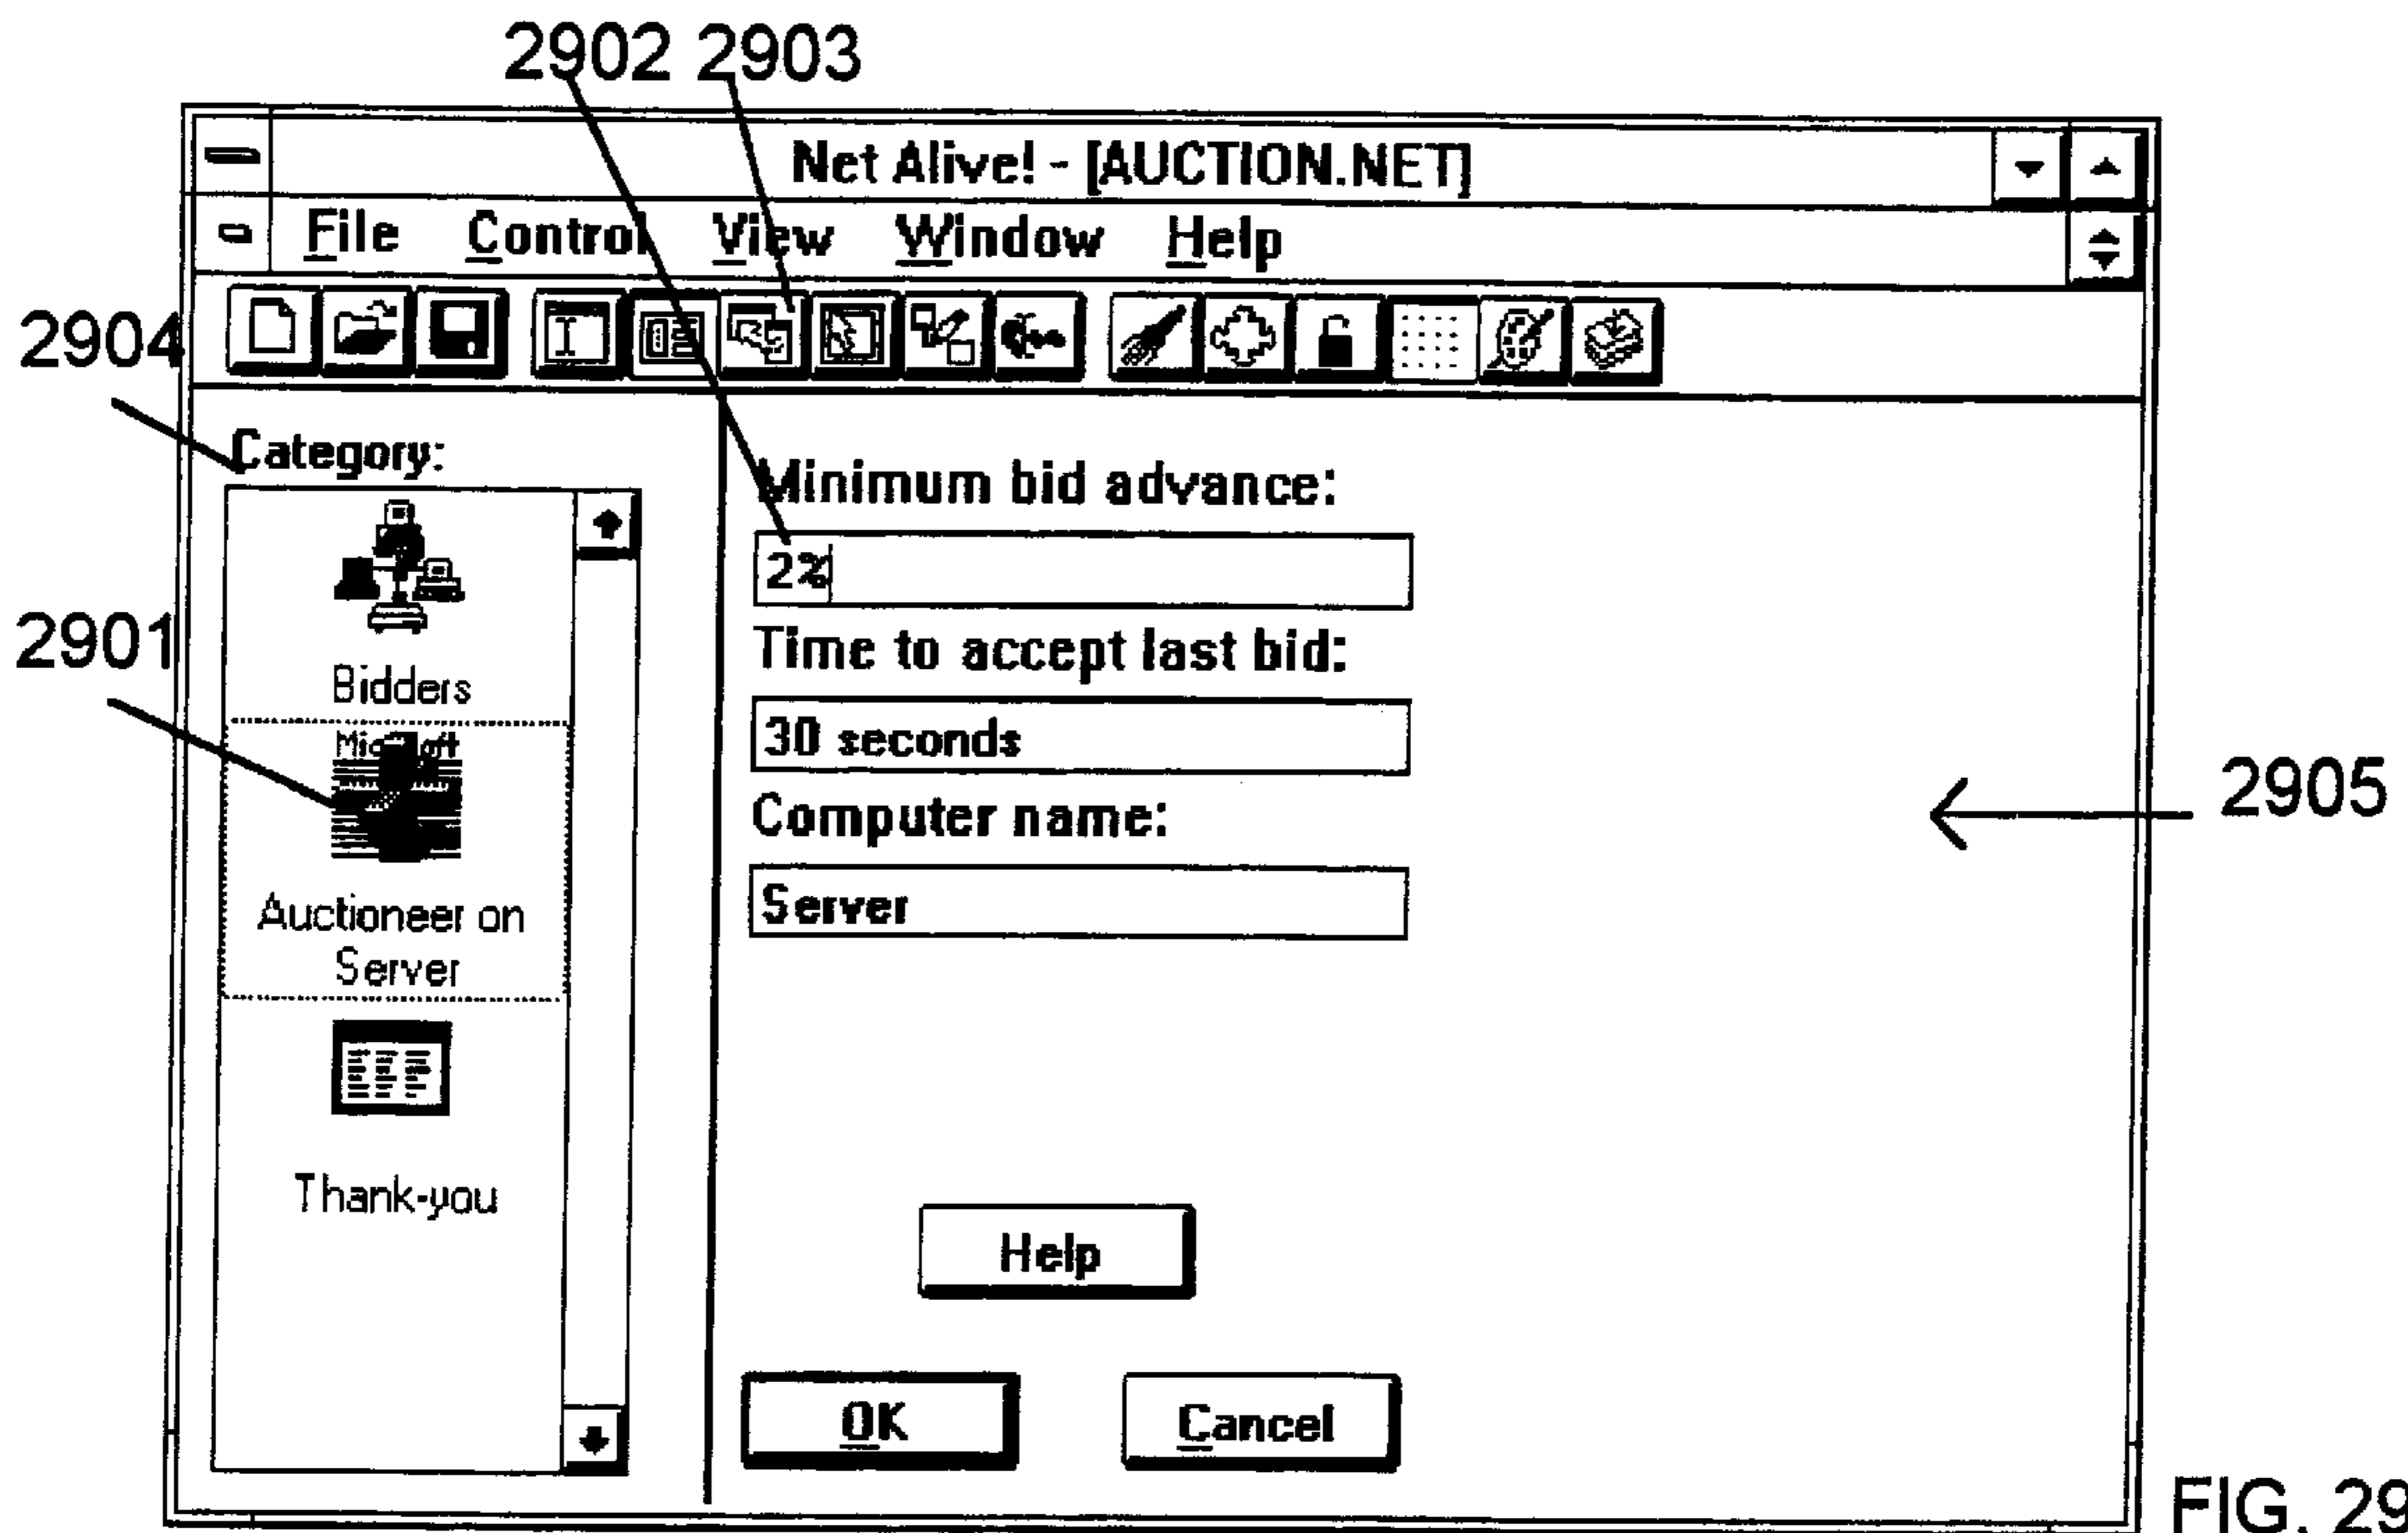 2902 2903
Net Alive! - [AUCTION.NET]
File Control View Window Help
2904
Category:
Bidders
2901
Auctioneer on
Server
Thank-you
Minimum bid advance:
2%
Time to accept last bid:
30 seconds
Computer name:
Server
2905
Help
OK Cancel
FIG. 29